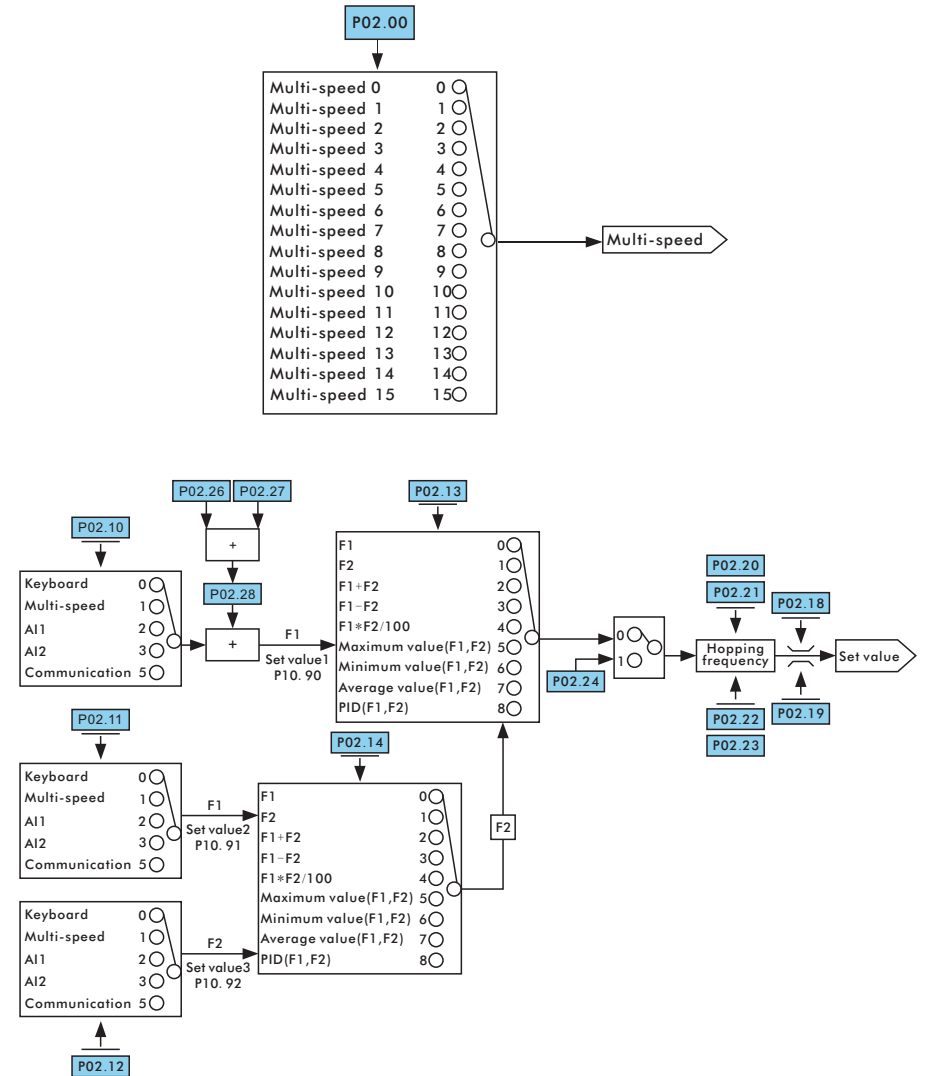 P02.00
Multi-speed 0 0
Multi-speed 1 1
Multi-speed 2 2
Multi-speed 3 3
Multi-speed 4 4
Multi-speed 5 5
Multi-speed 6 6
Multi-speed 7 7
Multi-speed 8 8
Multi-speed 9 9
Multi-speed 10 10
Multi-speed 11 11
Multi-speed 12 12
Multi-speed 13 13
Multi-speed 14 14
Multi-speed 15 15
Multi-speed
P02.26 P02.27
+
P02.28
+
P02.10
Keyboard 0
Multi-speed 1
AI1 2
AI2 3
Communication 5
F1
Set value1
P10. 90
P02.13
F1 0
F2 1
F1+F2 2
F1-F2 3
F1*F2/100 4
Maximum value(F1,F2) 5
Minimum value(F1,F2) 6
Average value(F1,F2) 7
PID(F1,F2) 8
0
1
P02.24
P02.20
P02.21
Hopping
frequency
P02.22
P02.23
P02.18
P02.19
Set value
P02.11
Keyboard 0
Multi-speed 1
AI1 2
AI2 3
Communication 5
F1
Set value2
P10. 91
P02.14
F1 0
F2 1
F1+F2 2
F1-F2 3
F1*F2/100 4
Maximum value(F1,F2) 5
Minimum value(F1,F2) 6
Average value(F1,F2) 7
PID(F1,F2) 8
F2
Keyboard 0
Multi-speed 1
AI1 2
AI2 3
Communication 5
F2
Set value3
P10. 92
P02.12